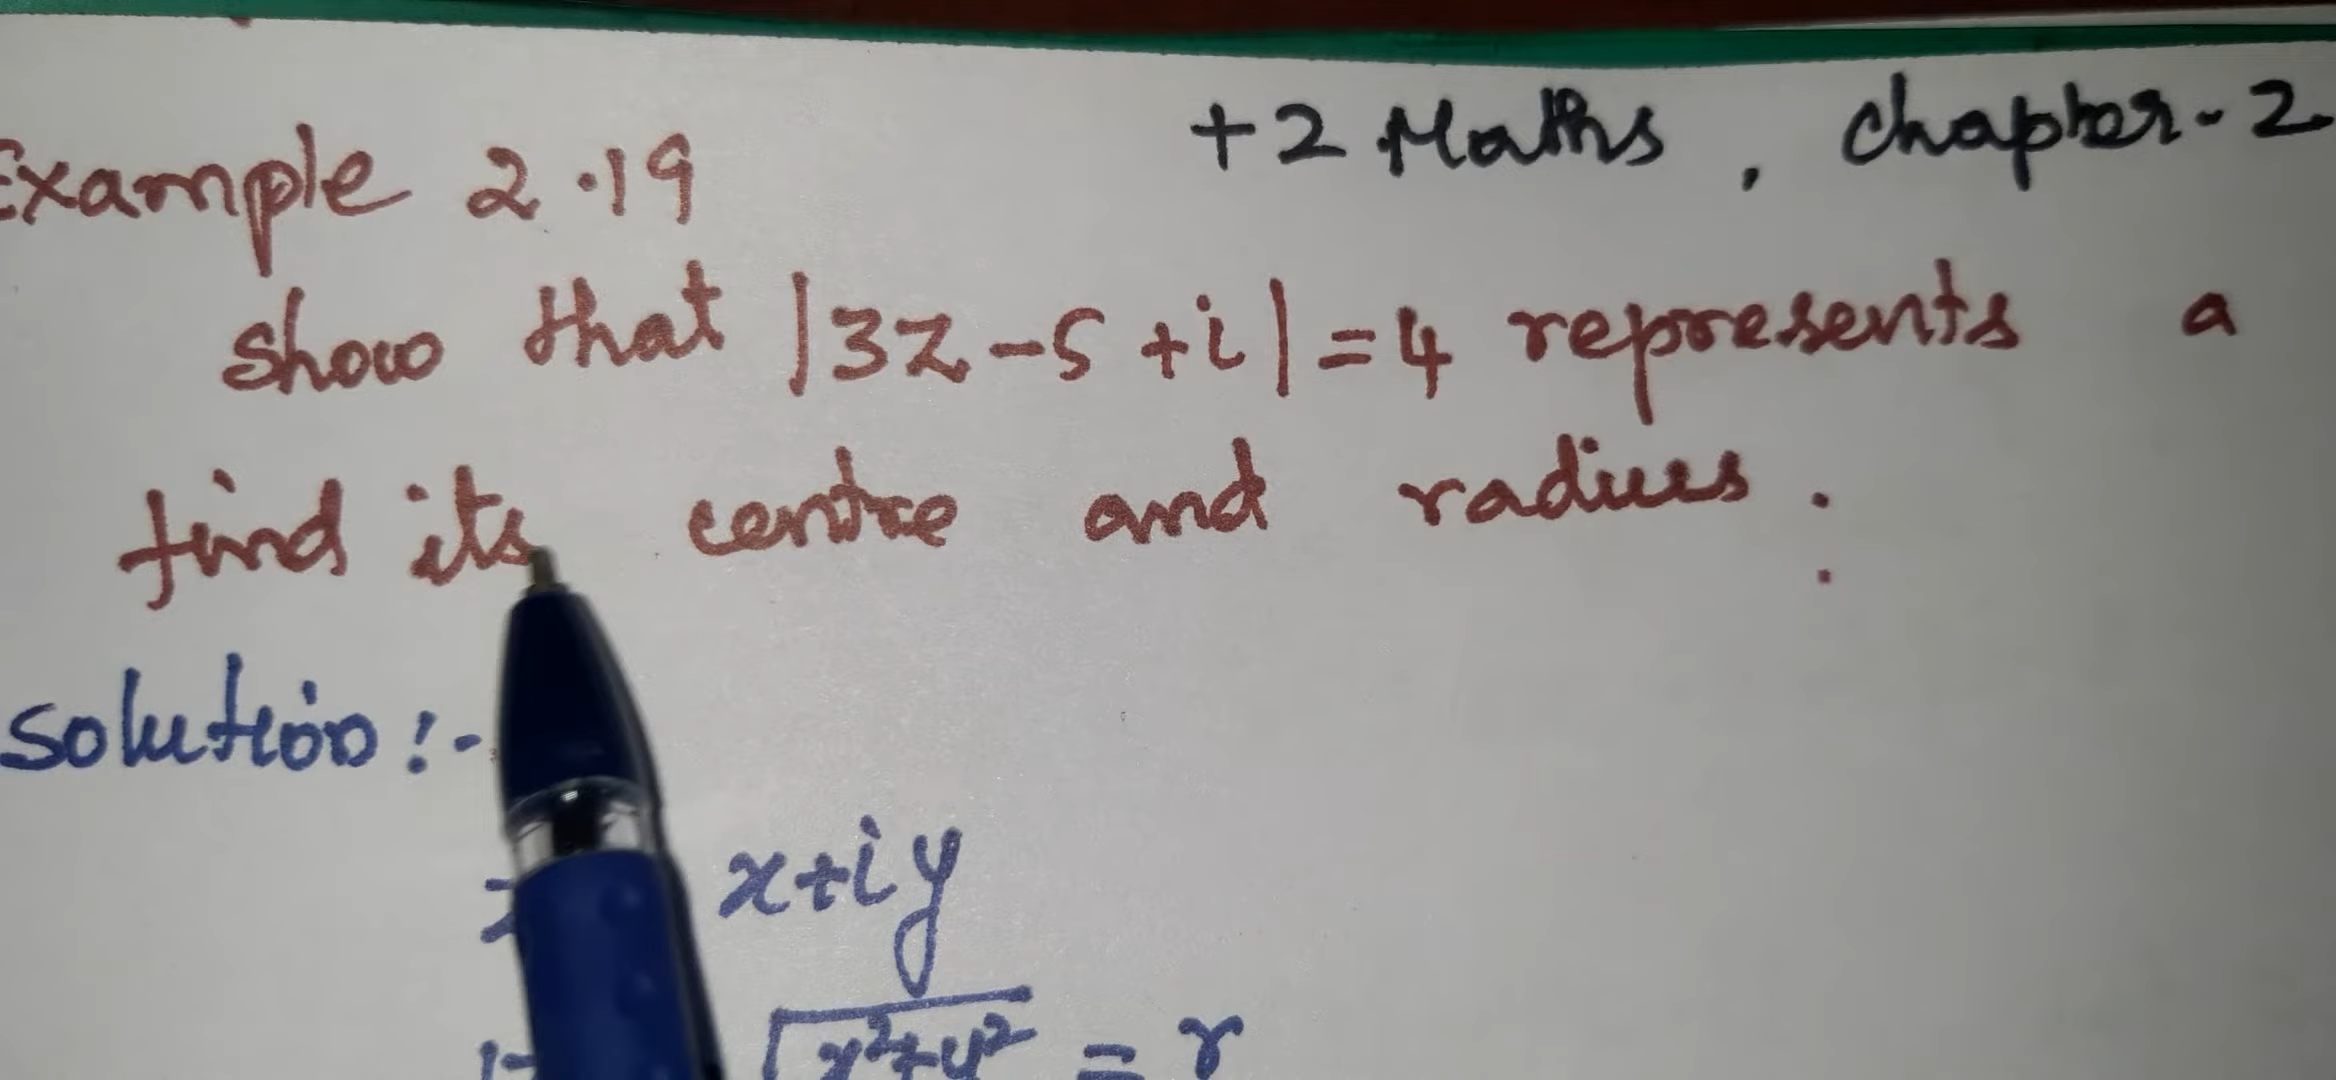 Example 2.19
+2 Maths, Chapter-2
Show that |3z-5+i|=4 represents a
find its centre and radius.
Solution:-
x+iy
√x²+y² = r